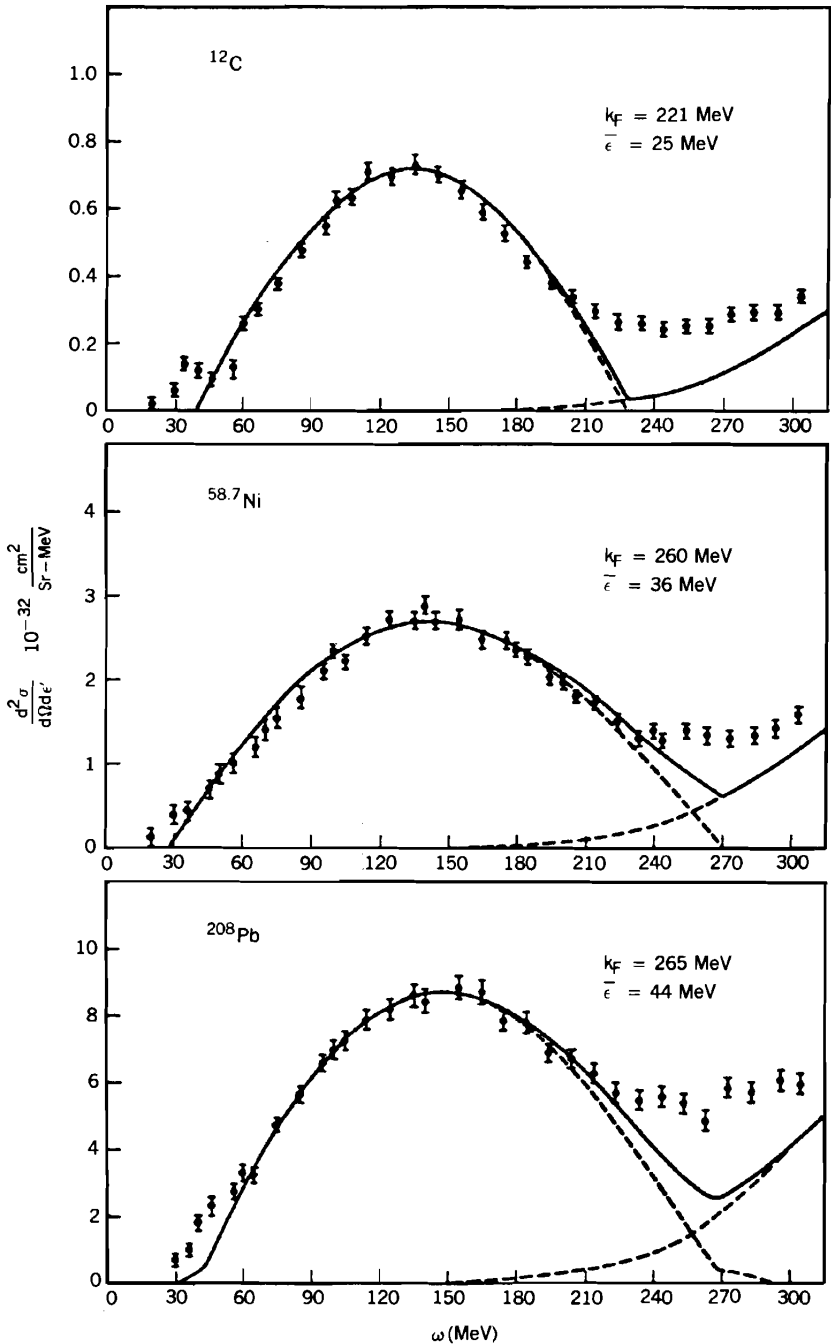 ¹²C
k_F = 221 MeV
ε̄ = 25 MeV
1.0
0.8
0.6
0.4
0.2
0
0 30 60 90 120 150 180 210 240 270 300
⁵⁸·⁷Ni
k_F = 260 MeV
ε̄ = 36 MeV
d²σ/dΩdε′ 10⁻³² cm²/Sr–MeV
4
3
2
1
0
0 30 60 90 120 150 180 210 240 270 300
²⁰⁸Pb
k_F = 265 MeV
ε̄ = 44 MeV
10
8
6
4
2
0
0 30 60 90 120 150 180 210 240 270 300
ω (MeV)